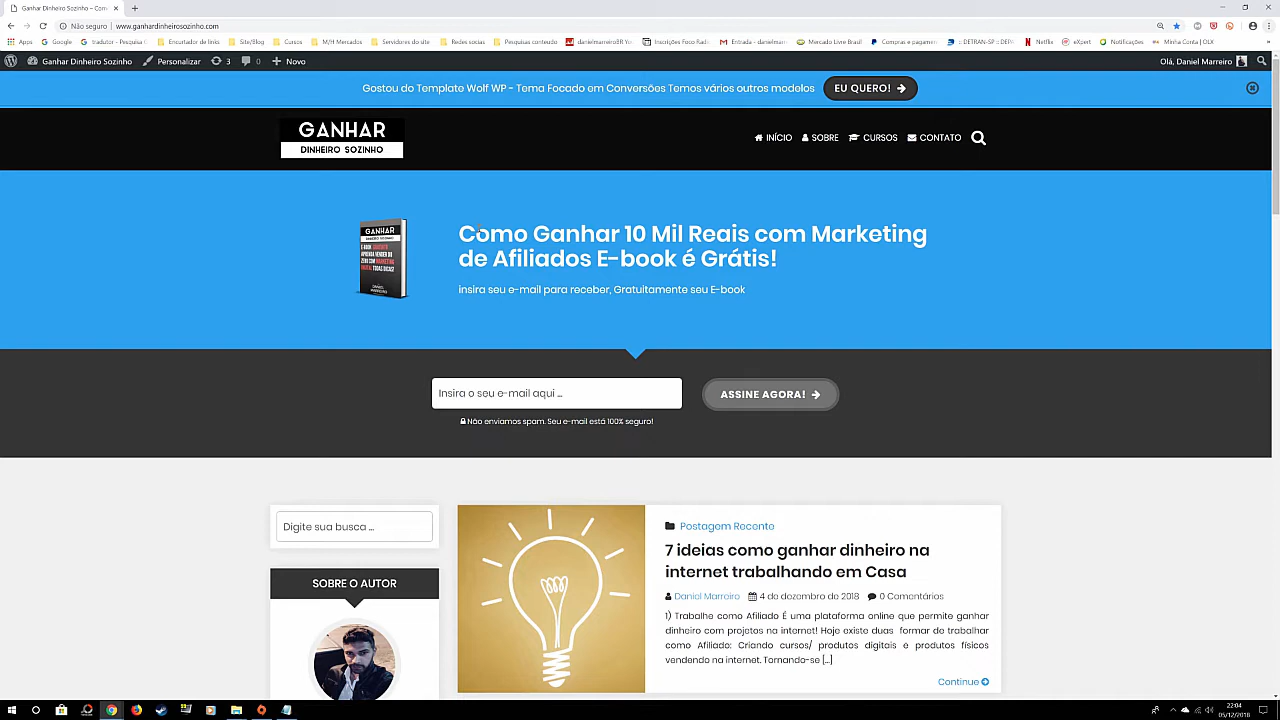 Ganhar Dinheiro Sozinho – Com
Não seguro | www.ganhardinheirosozinho.com
Apps Google tradutor - Pesquisa Encurtador de links Site/Blog Cursos M/H Mercados Servidores do site Redes sociais Pesquisas conteudo danielmarreiroBR Inscrições Foco Radi Entrada - danielmar Mercado Livre Brasil Compras e pagamen :: DETRAN-SP :: Netflix eXpert Notificações Minha Conta | OLX »
Ganhar Dinheiro Sozinho Personalizar 3 0 Novo Olá, Daniel Marreiro
Gostou do Template Wolf WP - Tema Focado em Conversões Temos vários outros modelos EU QUERO!
GANHAR
DINHEIRO SOZINHO
INÍCIO SOBRE CURSOS CONTATO
GANHAR
DINHEIRO SOZINHO
Como Ganhar 10 Mil Reais com Marketing
de Afiliados E-book é Grátis!
insira seu e-mail para receber, Gratuitamente seu E-book
Insira o seu e-mail aqui ...
ASSINE AGORA!
Não enviamos spam. Seu e-mail está 100% seguro!
Digite sua busca ...
SOBRE O AUTOR
Postagem Recente
7 ideias como ganhar dinheiro na
internet trabalhando em Casa
Daniel Marreiro 4 de dezembro de 2018 0 Comentários
1) Trabalhe como Afiliado É uma plataforma online que permite ganhar
dinheiro com projetos na internet! Hoje existe duas formar de trabalhar
como Afiliado: Criando cursos/ produtos digitais e produtos físicos
vendendo na internet. Tornando-se [...]
Continue
22:04
05/12/2018